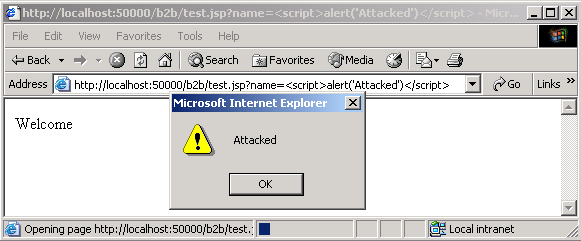 http://localhost:50000/b2b/test.jsp?name=<script>alert('Attacked')</script> - Micr...
File Edit View Favorites Tools Help
Back Search Favorites Media
Address http://localhost:50000/b2b/test.jsp?name=<script>alert('Attacked')</script> Go Links »
Microsoft Internet Explorer
Welcome
Attacked
OK
Opening page http://localhost:50000/b2b/test. Local intranet